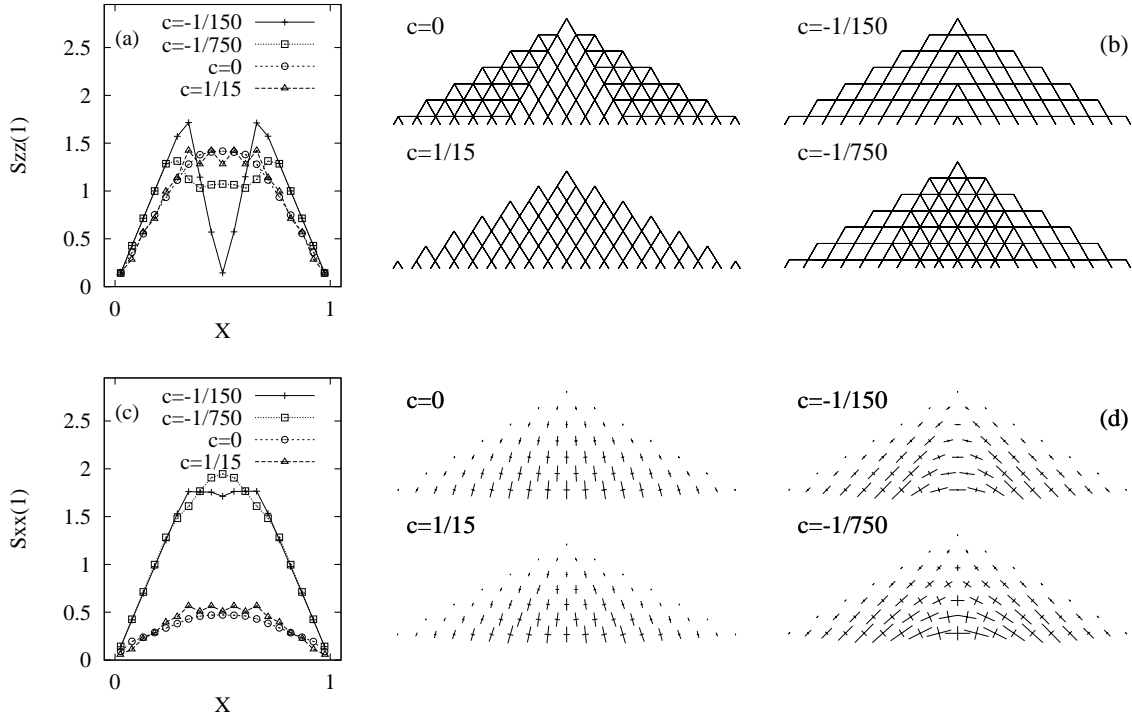 (a)
c=-1/150
c=-1/750
c=0
c=1/15
2.5
2
1.5
1
0.5
0
Szz(1)
0
1
X
c=0
c=-1/150
(b)
c=1/15
c=-1/750
(c)
c=-1/150
c=-1/750
c=0
c=1/15
2.5
2
1.5
1
0.5
0
Sxx(1)
0
1
X
c=0
c=-1/150
(d)
c=1/15
c=-1/750